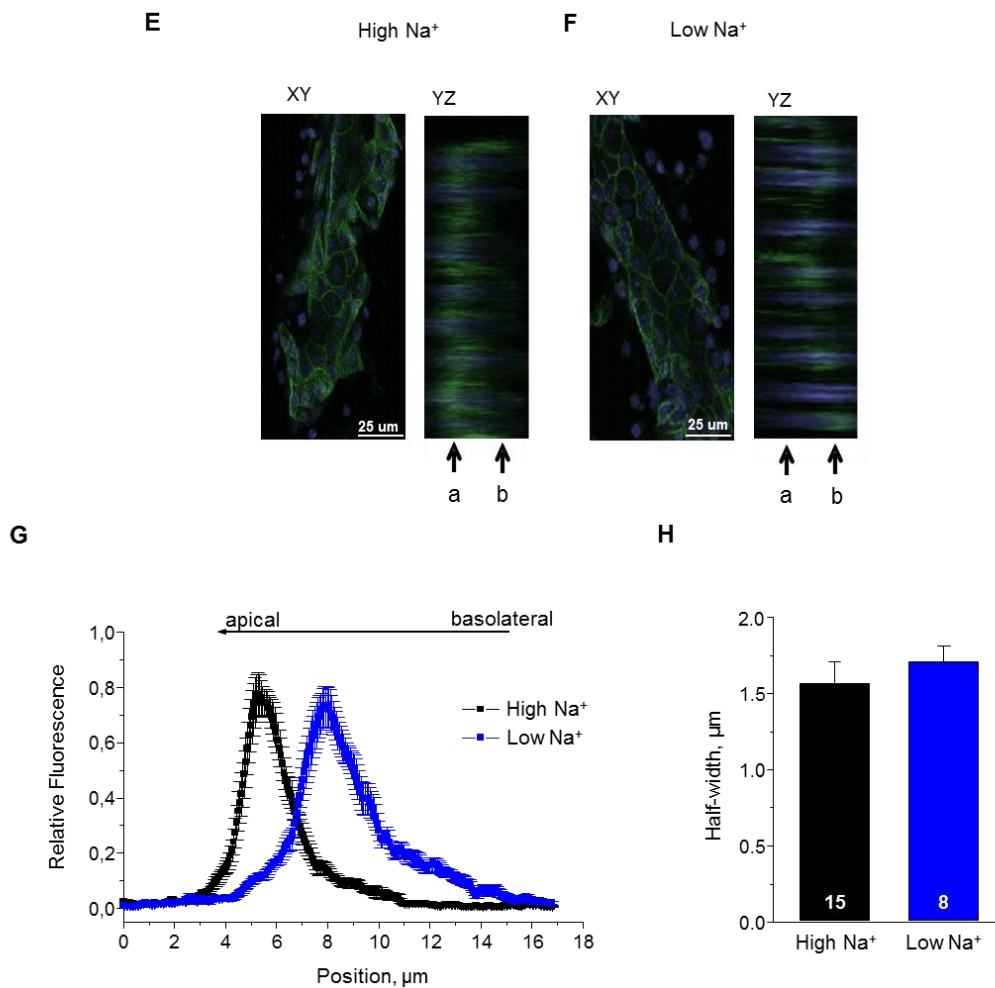 E
High Na⁺
F
Low Na⁺
XY
YZ
XY
YZ
25 um
25 um
a
b
a
b
G
H
apical
basolateral
1,0
0,8
0,6
0,4
0,2
0,0
Relative Fluorescence
High Na⁺
Low Na⁺
0 2 4 6 8 10 12 14 16 18
Position, µm
2.0
1.5
1.0
0.5
0.0
Half-width, µm
15
8
High Na⁺
Low Na⁺